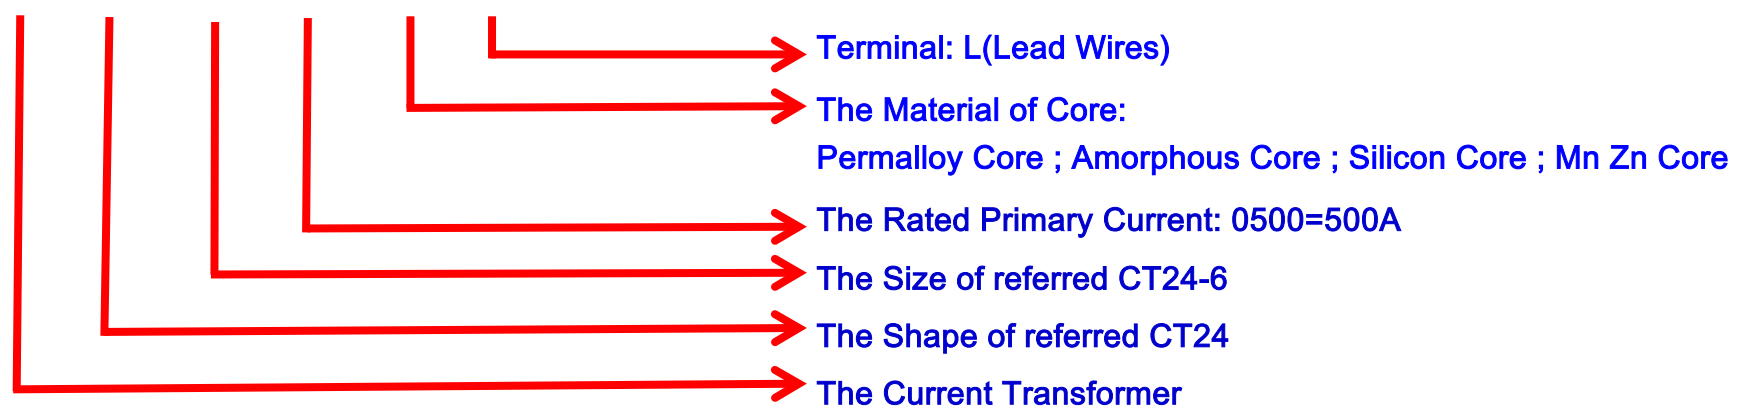 Terminal: L(Lead Wires)
The Material of Core:
Permalloy Core ; Amorphous Core ; Silicon Core ; Mn Zn Core
The Rated Primary Current: 0500=500A
The Size of referred CT24-6
The Shape of referred CT24
The Current Transformer